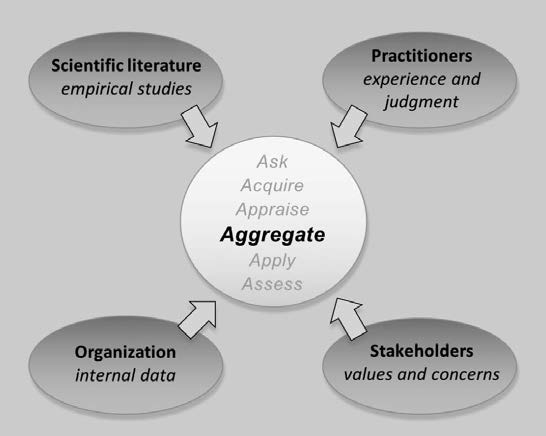 Scientific literature
empirical studies
Practitioners
experience and
judgment
Ask
Acquire
Appraise
Aggregate
Apply
Assess
Organization
internal data
Stakeholders
values and concerns